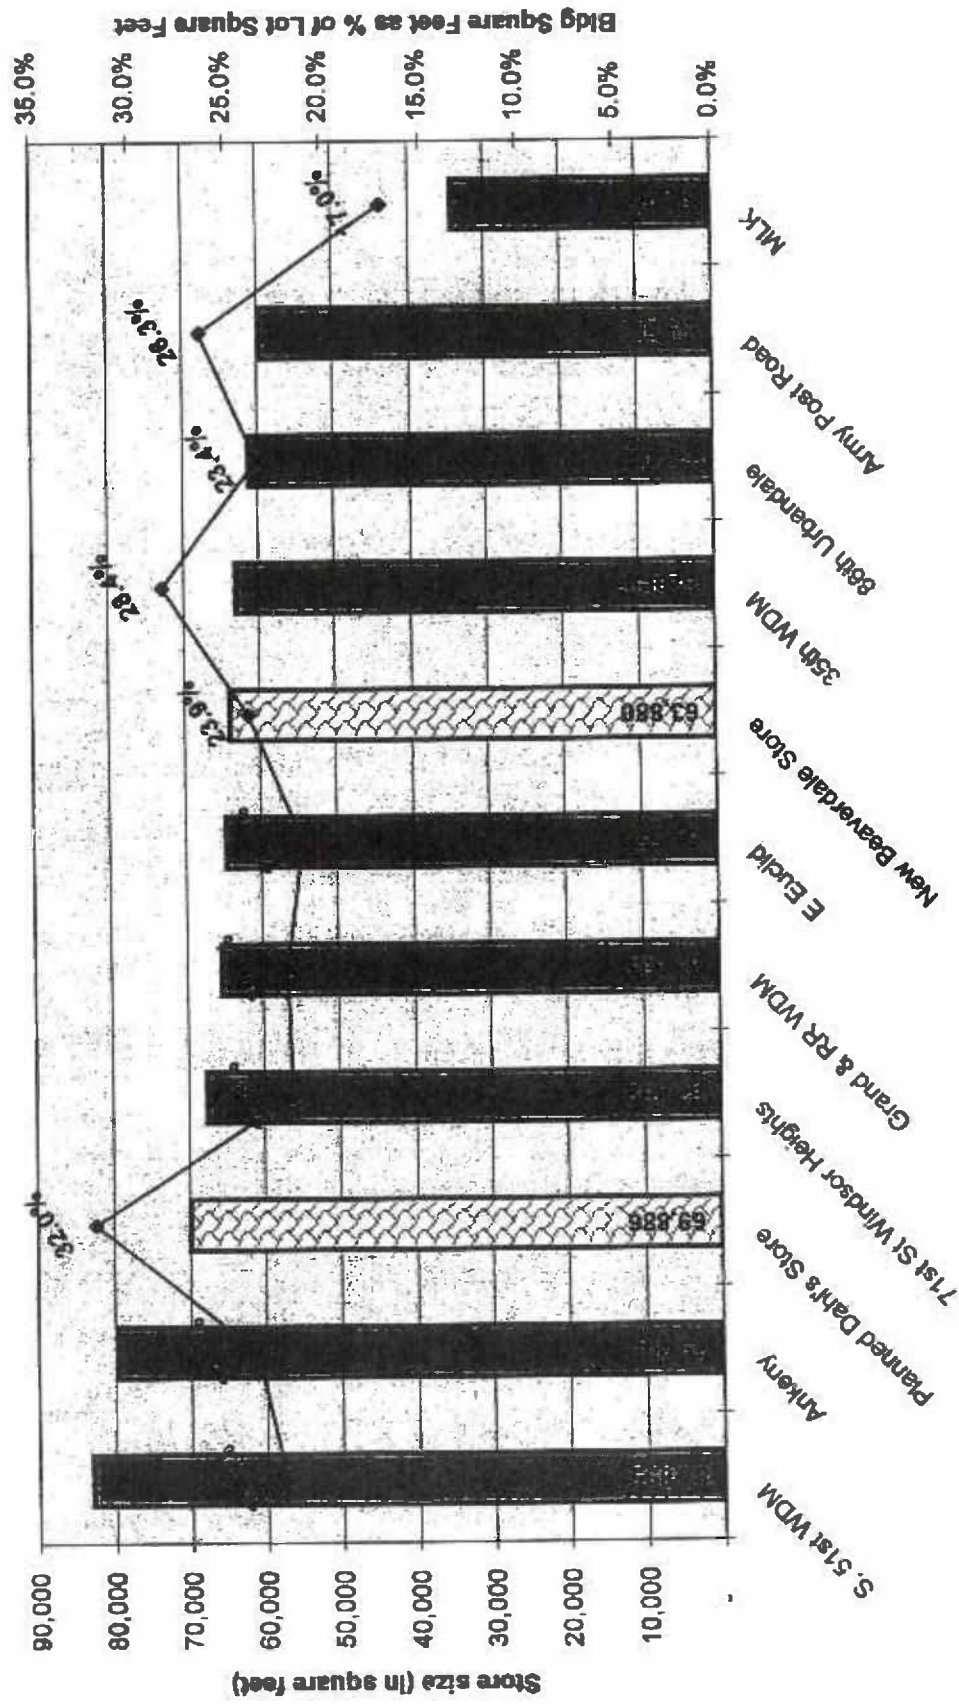 Store size (in square feet)
90,000
80,000
70,000
60,000
50,000
40,000
30,000
20,000
10,000
-
32.0%
23.9%
28.4%
23.4%
26.3%
17.0%
69,886
63,880
S. 51st WDM
Ankeny
Planned Dahl's Store
71st St Windsor Heights
Grand & RR WDM
E Euclid
New Beaverdale Store
35th WDM
86th Urbandale
Army Post Road
MLK
35.0%
30.0%
25.0%
20.0%
15.0%
10.0%
5.0%
0.0%
Bldg Square Feet as % of Lot Square Feet